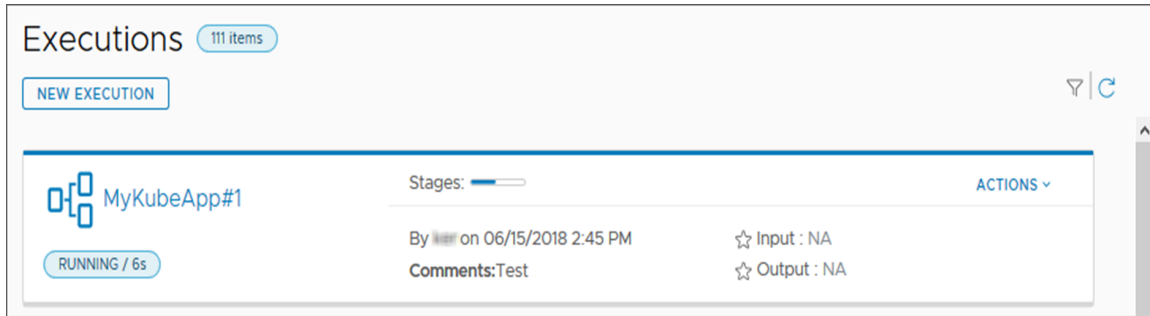 Executions 111 items
NEW EXECUTION
MyKubeApp#1
RUNNING / 6s
Stages:
ACTIONS
By on 06/15/2018 2:45 PM
Comments:Test
Input : NA
Output : NA